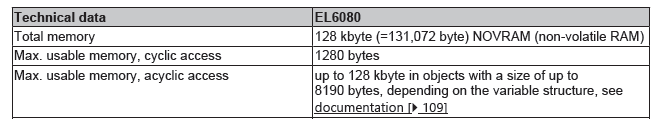 Technical data EL6080
Total memory 128 kbyte (=131,072 byte) NOVRAM (non-volatile RAM)
Max. usable memory, cyclic access 1280 bytes
Max. usable memory, acyclic access up to 128 kbyte in objects with a size of up to
8190 bytes, depending on the variable structure, see
documentation [▶ 109]